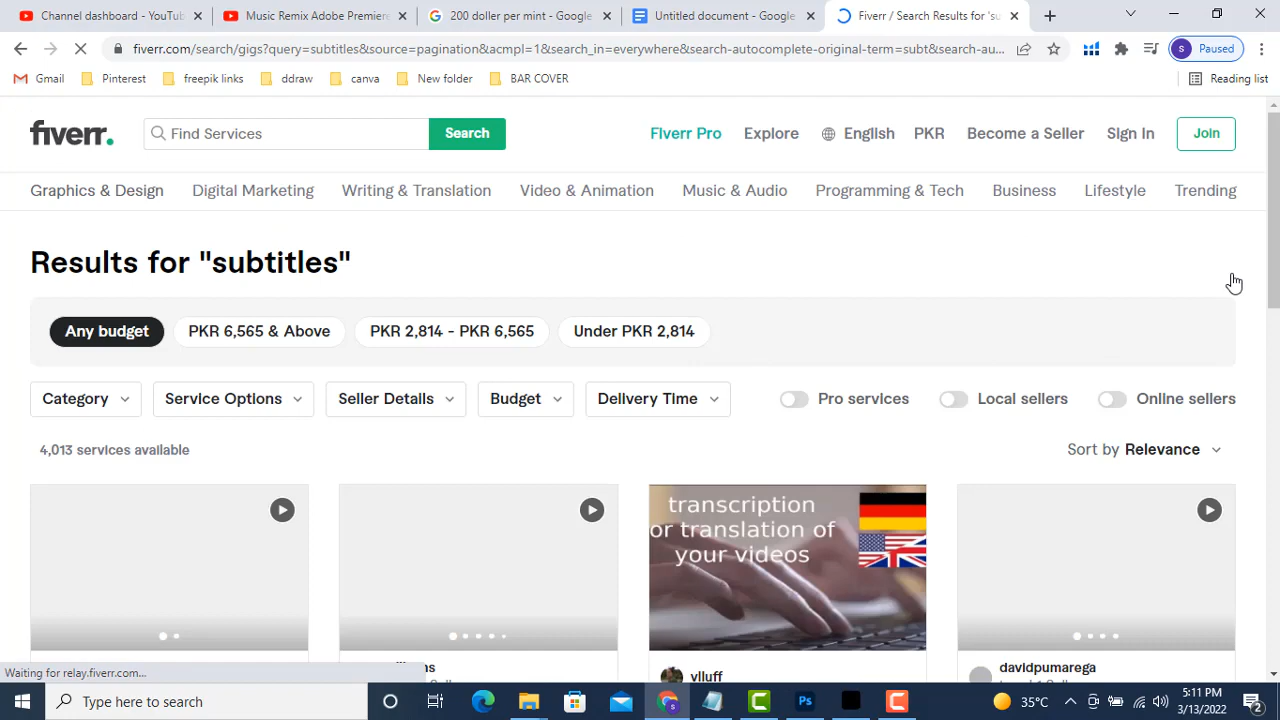 Channel dashboard - YouTu
Music Remix Adobe Premiere
200 doller per mint - Google
Untitled document - Google
Fiverr / Search Results for 'su
fiverr.com/search/gigs?query=subtitles&source=pagination&acmpl=1&search_in=everywhere&search-autocomplete-original-term=subt&search-au...
S Paused
Gmail
Pinterest
freepik links
ddraw
canva
New folder
BAR COVER
Reading list
fiverr.
Find Services
Search
Fiverr Pro
Explore
English
PKR
Become a Seller
Sign In
Join
Graphics & Design
Digital Marketing
Writing & Translation
Video & Animation
Music & Audio
Programming & Tech
Business
Lifestyle
Trending
Results for "subtitles"
Any budget
PKR 6,565 & Above
PKR 2,814 - PKR 6,565
Under PKR 2,814
Category
Service Options
Seller Details
Budget
Delivery Time
Pro services
Local sellers
Online sellers
4,013 services available
Sort by Relevance
transcription
or translation of
your videos
davidpumarega
Waiting for relay.fiverr.com...
Type here to search
Ps
35°C
5:11 PM
3/13/2022
2